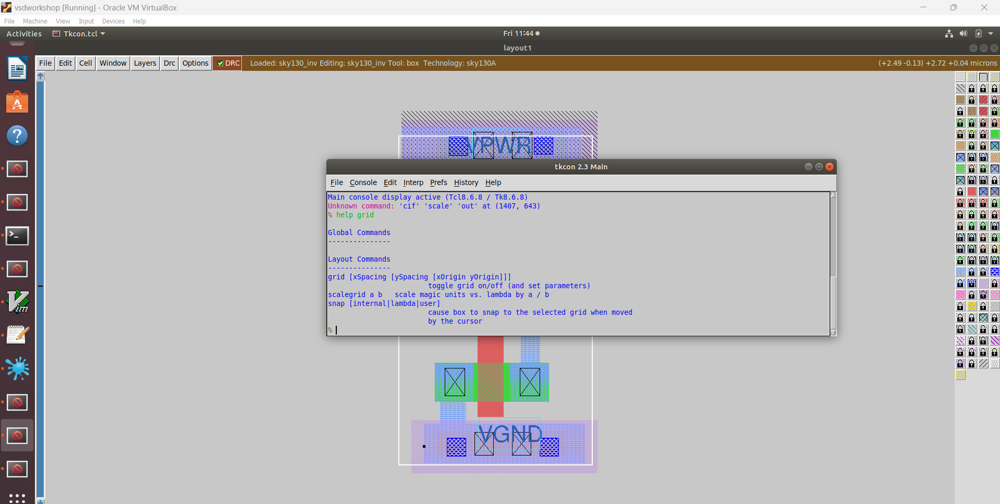 vsdworkshop [Running] - Oracle VM VirtualBox
File Machine View Input Devices Help
Activities Tkcon.tcl Fri 11:44
layout1
File Edit Cell Window Layers Drc Options DRC Loaded: sky130_inv Editing: sky130_inv Tool: box Technology: sky130A (+2.49 -0.13) +2.72 +0.04 microns
VPWR
tkcon 2.3 Main
File Console Edit Interp Prefs History Help
Main console display active (Tcl8.6.8 / Tk8.6.8)
Unknown command: 'cif' 'scale' 'out' at (1407, 643)
% help grid
Global Commands
---------------
Layout Commands
---------------
grid [xSpacing [ySpacing [xOrigin yOrigin]]]
toggle grid on/off (and set parameters)
scalegrid a b scale magic units vs. lambda by a / b
snap [internal|lambda|user]
cause box to snap to the selected grid when moved
by the cursor
%
VGND